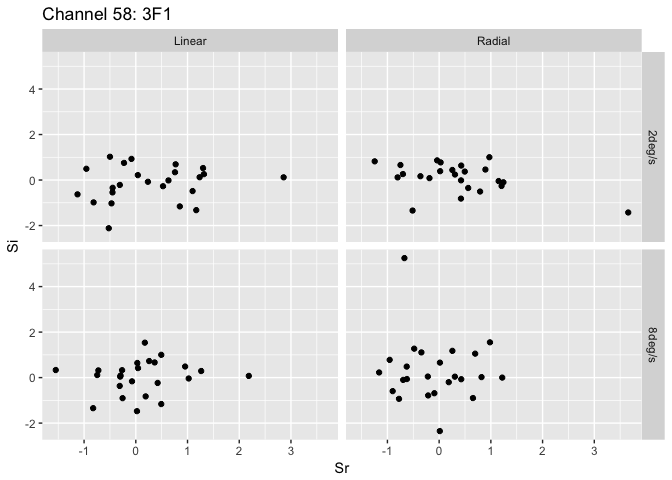 Channel 58: 3F1
Linear
Radial
4
2
0
-2
2deg/s
Si
4
2
0
-2
8deg/s
-1 0 1 2 3 -1 0 1 2 3
Sr